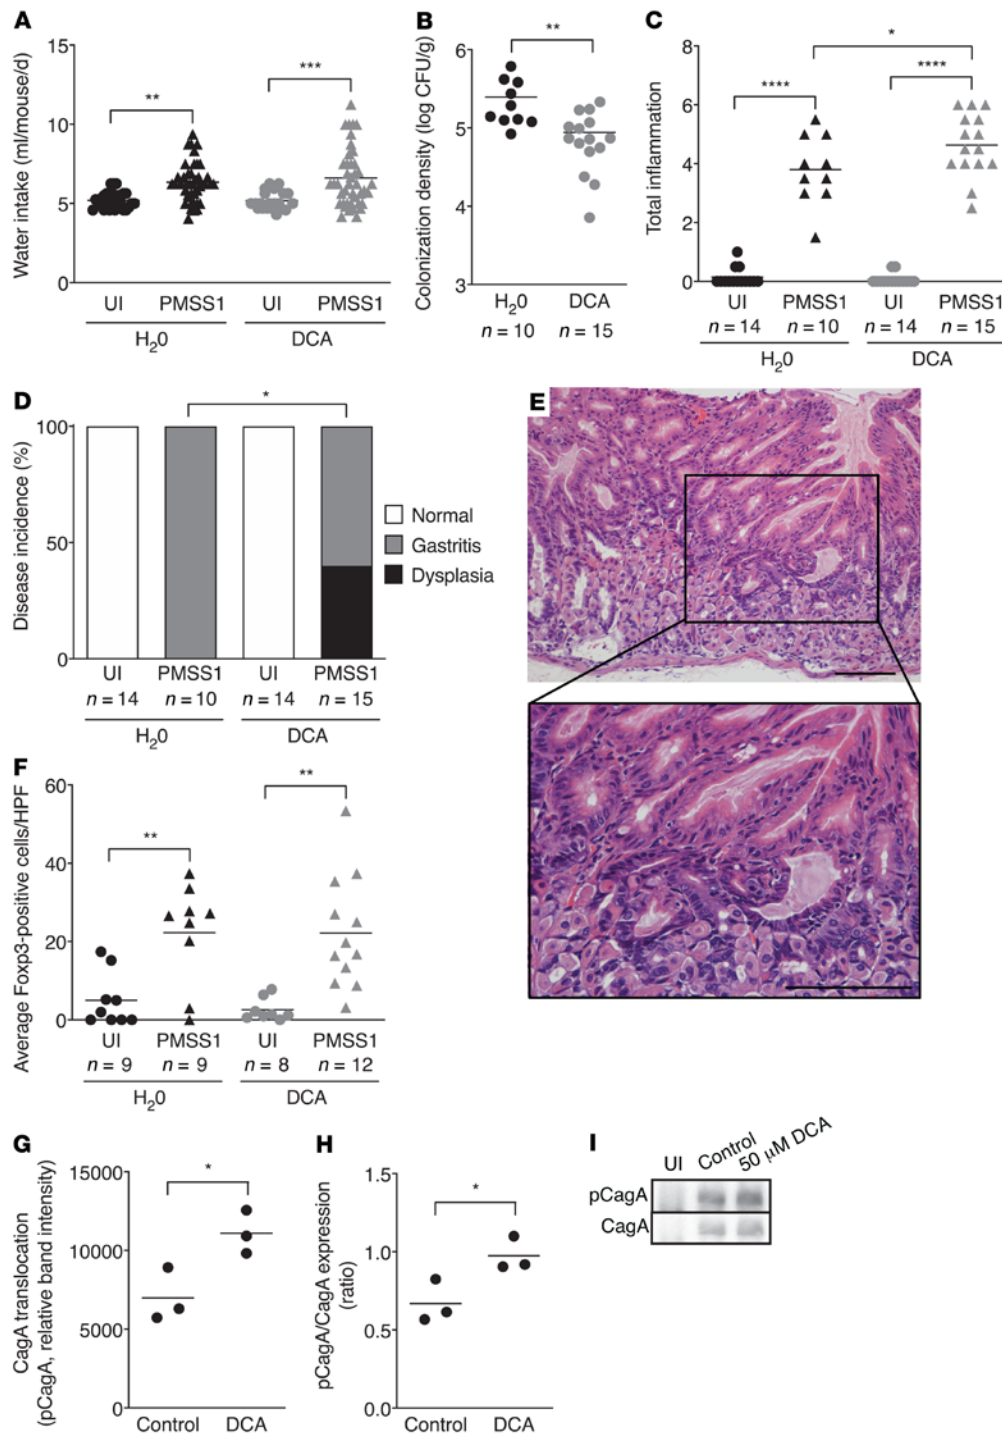 A
Water intake (ml/mouse/d)
15
10
5
0
**
***
UI PMSS1 UI PMSS1
H₂0 DCA
B
Colonization density (log CFU/g)
6
5
4
3
**
H₂0 DCA
n = 10 n = 15
C
Total inflammation
8
6
4
2
0
*
****
****
UI PMSS1 UI PMSS1
n = 14 n = 10 n = 14 n = 15
H₂0 DCA
D
Disease incidence (%)
100
50
0
*
UI PMSS1 UI PMSS1
n = 14 n = 10 n = 14 n = 15
H₂0 DCA
Normal
Gastritis
Dysplasia
E
F
Average Foxp3-positive cells/HPF
60
40
20
0
**
**
UI PMSS1 UI PMSS1
n = 9 n = 9 n = 8 n = 12
H₂0 DCA
G
CagA translocation
(pCagA, relative band intensity)
15000
10000
5000
0
*
Control DCA
H
pCagA/CagA expression
(ratio)
1.5
1.0
0.5
0.0
*
Control DCA
I
UI Control 50 µM DCA
pCagA
CagA